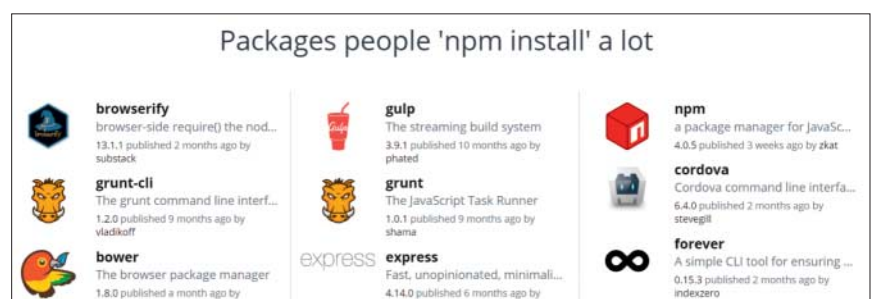 Packages people 'npm install' a lot
browserify
browser-side require() the nod...
13.1.1 published 2 months ago by
substack
grunt-cli
The grunt command line interf...
1.2.0 published 9 months ago by
vladikoff
bower
The browser package manager
1.8.0 published a month ago by
gulp
The streaming build system
3.9.1 published 10 months ago by
phated
grunt
The JavaScript Task Runner
1.0.1 published 9 months ago by
shama
express
express
Fast, unopinionated, minimali...
4.14.0 published 6 months ago by
npm
a package manager for JavaSc...
4.0.5 published 3 weeks ago by zkat
cordova
Cordova command line interfa...
6.4.0 published 2 months ago by
stevegill
forever
A simple CLI tool for ensuring ...
0.15.3 published 2 months ago by
indexzero